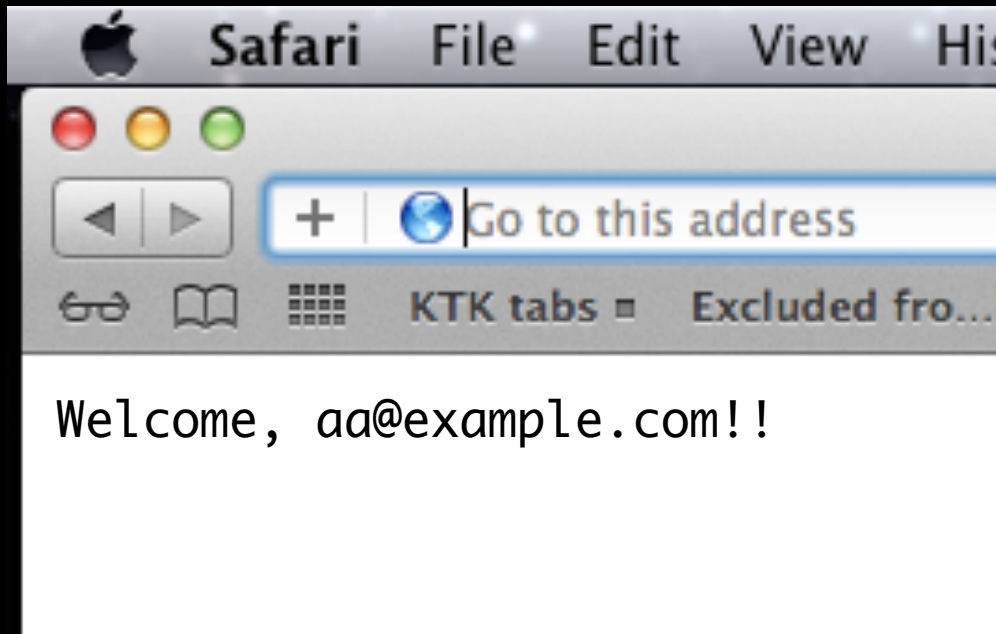 Safari File Edit View His
Go to this address
KTK tabs Excluded fro...
Welcome, aa@example.com!!